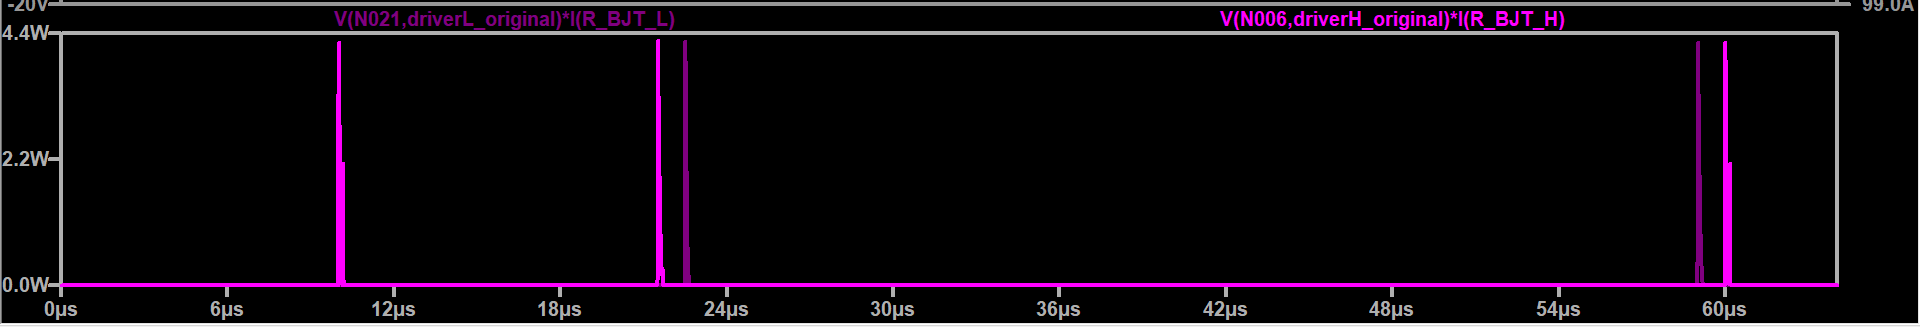 -20V 99.0A
V(N021,driverL_original)*I(R_BJT_L) V(N006,driverH_original)*I(R_BJT_H)
4.4W
2.2W
0.0W
0µs 6µs 12µs 18µs 24µs 30µs 36µs 42µs 48µs 54µs 60µs